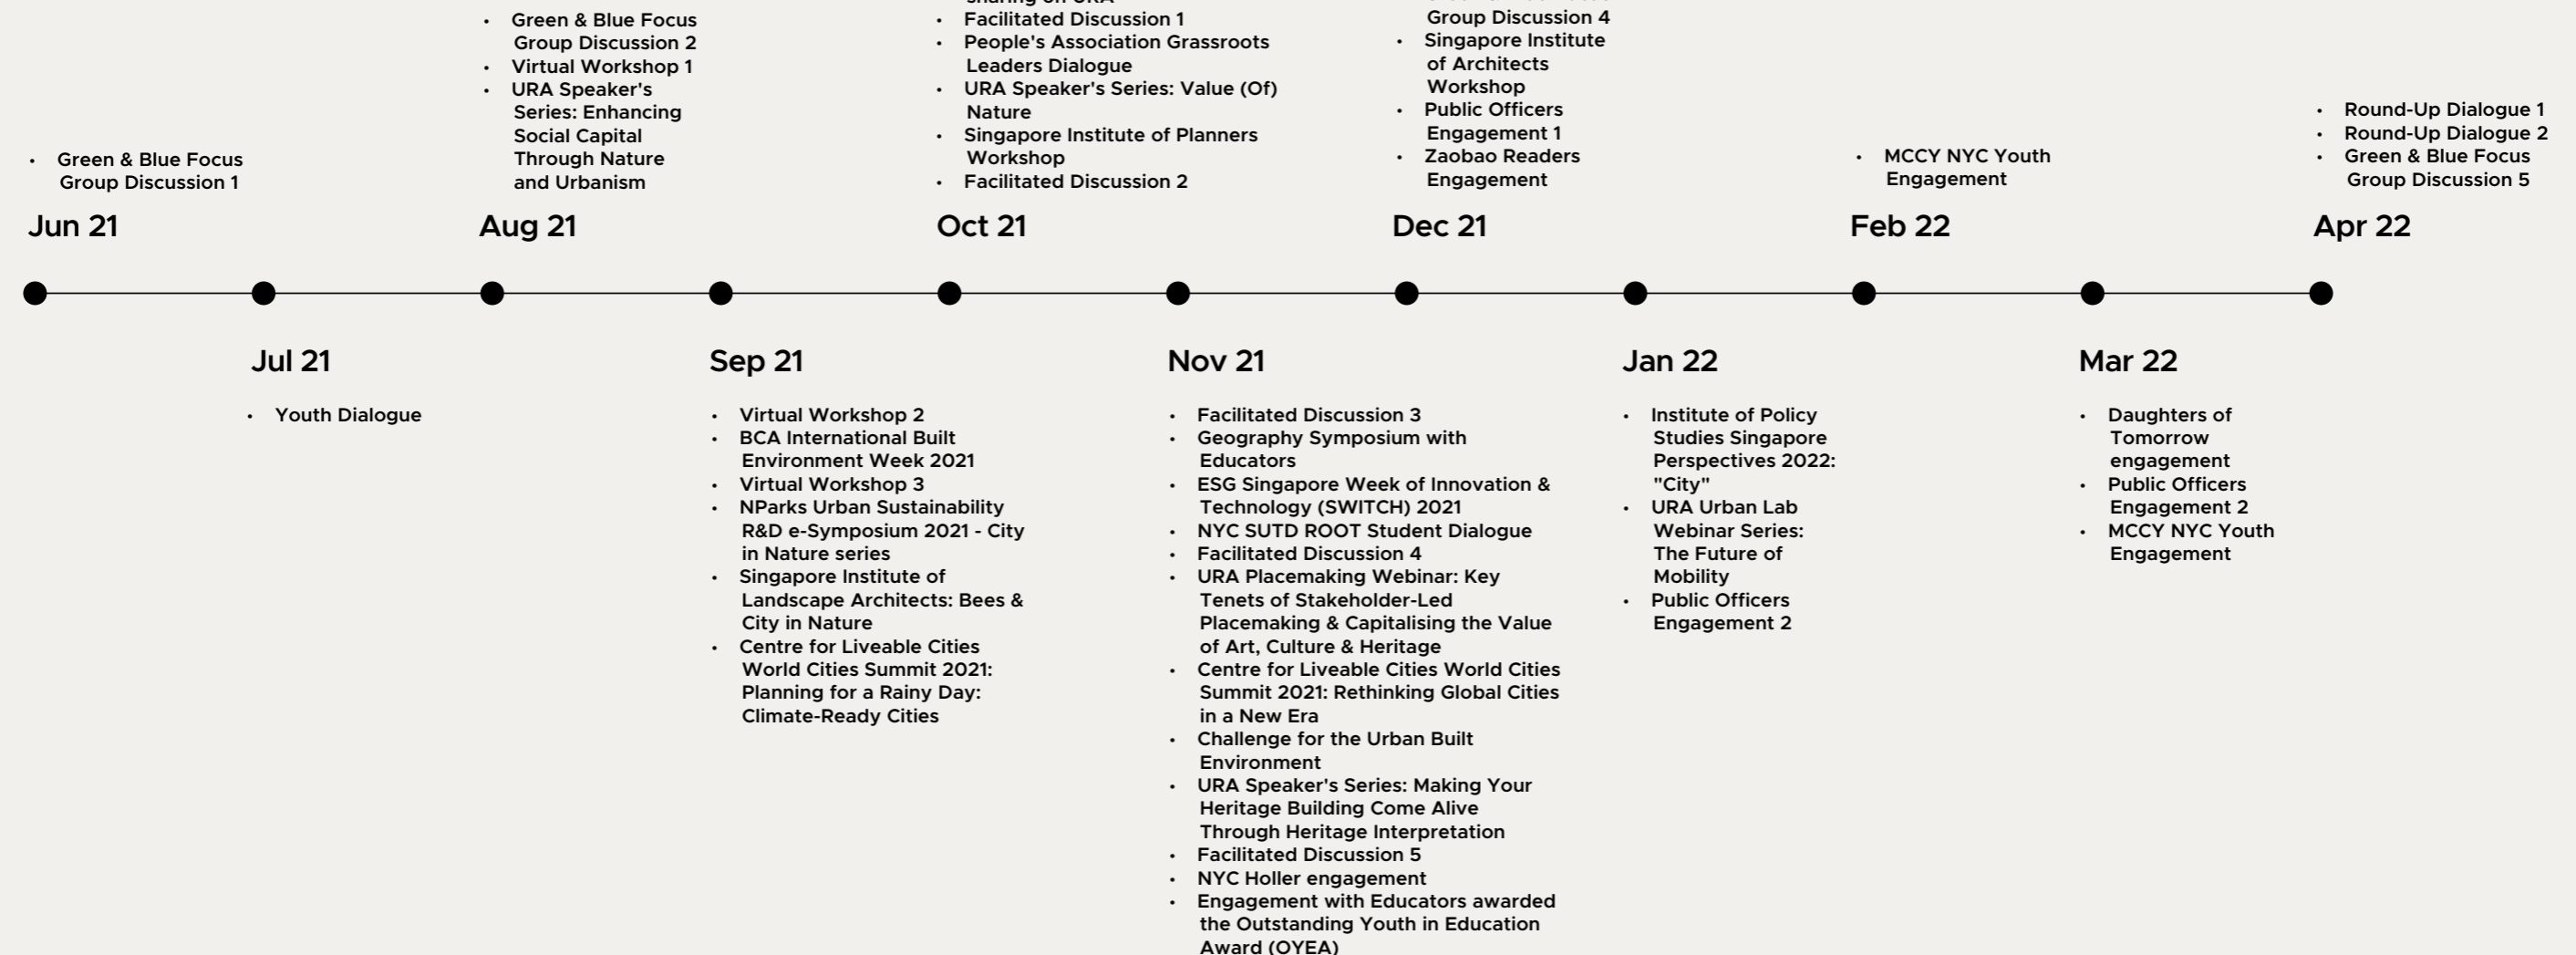 • Green & Blue Focus
Group Discussion 1
Jun 21
• Green & Blue Focus
Group Discussion 2
• Virtual Workshop 1
• URA Speaker's
Series: Enhancing
Social Capital
Through Nature
and Urbanism
Aug 21
• Facilitated Discussion 1
• People's Association Grassroots
Leaders Dialogue
• URA Speaker's Series: Value (Of)
Nature
• Singapore Institute of Planners
Workshop
• Facilitated Discussion 2
Oct 21
Group Discussion 4
• Singapore Institute
of Architects
Workshop
• Public Officers
Engagement 1
• Zaobao Readers
Engagement
Dec 21
• MCCY NYC Youth
Engagement
Feb 22
• Round-Up Dialogue 1
• Round-Up Dialogue 2
• Green & Blue Focus
Group Discussion 5
Apr 22
Jul 21
• Youth Dialogue
Sep 21
• Virtual Workshop 2
• BCA International Built
Environment Week 2021
• Virtual Workshop 3
• NParks Urban Sustainability
R&D e-Symposium 2021 - City
in Nature series
• Singapore Institute of
Landscape Architects: Bees &
City in Nature
• Centre for Liveable Cities
World Cities Summit 2021:
Planning for a Rainy Day:
Climate-Ready Cities
Nov 21
• Facilitated Discussion 3
• Geography Symposium with
Educators
• ESG Singapore Week of Innovation &
Technology (SWITCH) 2021
• NYC SUTD ROOT Student Dialogue
• Facilitated Discussion 4
• URA Placemaking Webinar: Key
Tenets of Stakeholder-Led
Placemaking & Capitalising the Value
of Art, Culture & Heritage
• Centre for Liveable Cities World Cities
Summit 2021: Rethinking Global Cities
in a New Era
• Challenge for the Urban Built
Environment
• URA Speaker's Series: Making Your
Heritage Building Come Alive
Through Heritage Interpretation
• Facilitated Discussion 5
• NYC Holler engagement
• Engagement with Educators awarded
the Outstanding Youth in Education
Award (OYEA)
Jan 22
• Institute of Policy
Studies Singapore
Perspectives 2022:
"City"
• URA Urban Lab
Webinar Series:
The Future of
Mobility
• Public Officers
Engagement 2
Mar 22
• Daughters of
Tomorrow
engagement
• Public Officers
Engagement 2
• MCCY NYC Youth
Engagement